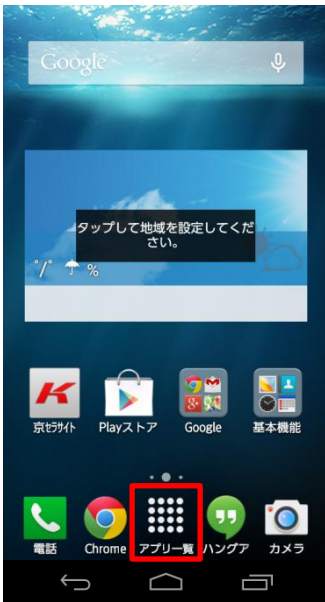 Google
タップして地域を設定してくだ
さい。
°/° %
京セラサイト Playストア Google 基本機能
電話 Chrome アプリ一覧 ハングア カメラ